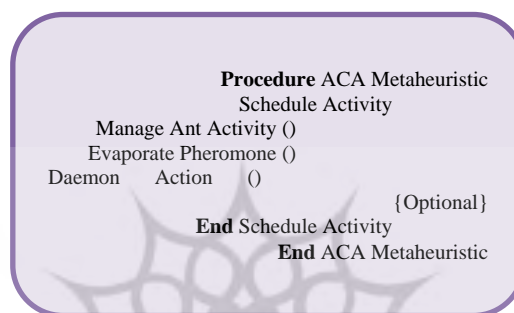 Procedure ACA Metaheuristic
Schedule Activity
Manage Ant Activity ()
Evaporate Pheromone ()
Daemon Action ()
{Optional}
End Schedule Activity
End ACA Metaheuristic